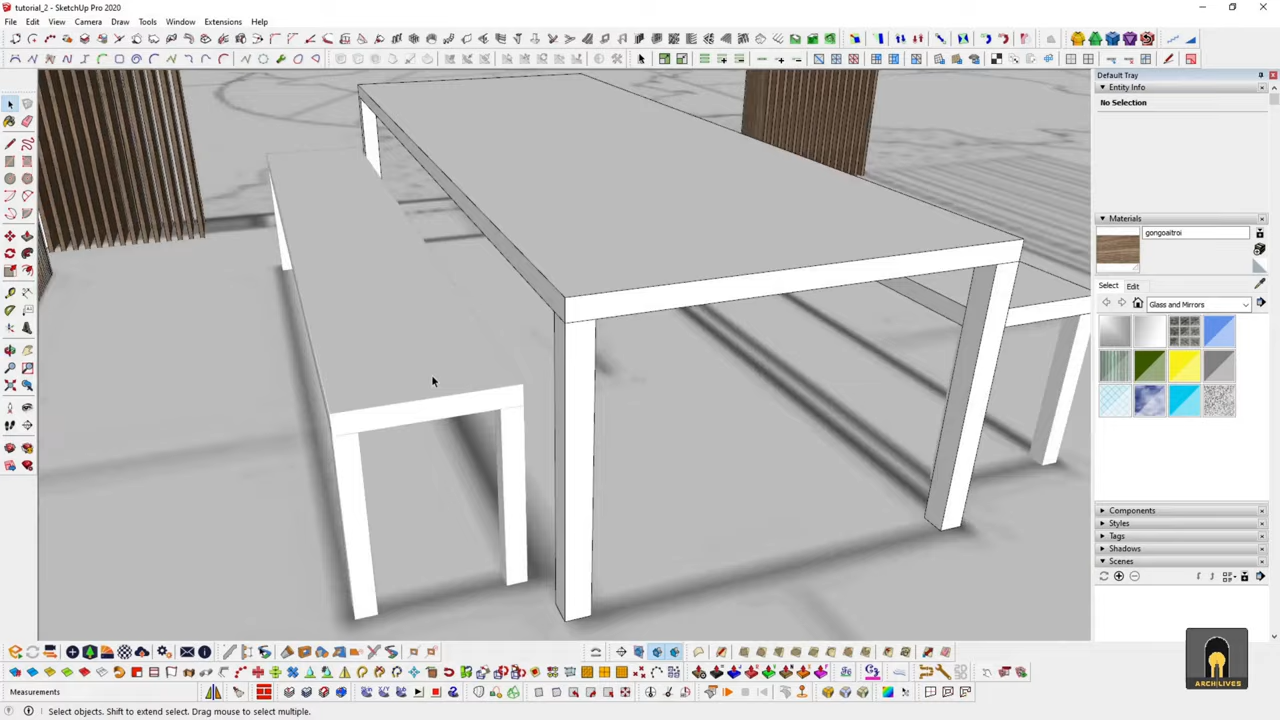 tutorial_2 - SketchUp Pro 2020
File Edit View Camera Draw Tools Window Extensions Help
Default Tray
Entity Info
No Selection
Materials
gongoaitroi
Select Edit
Glass and Mirrors
Components
Styles
Tags
Shadows
Scenes
ARCH|LIVES
Measurements
Select objects. Shift to extend select. Drag mouse to select multiple.